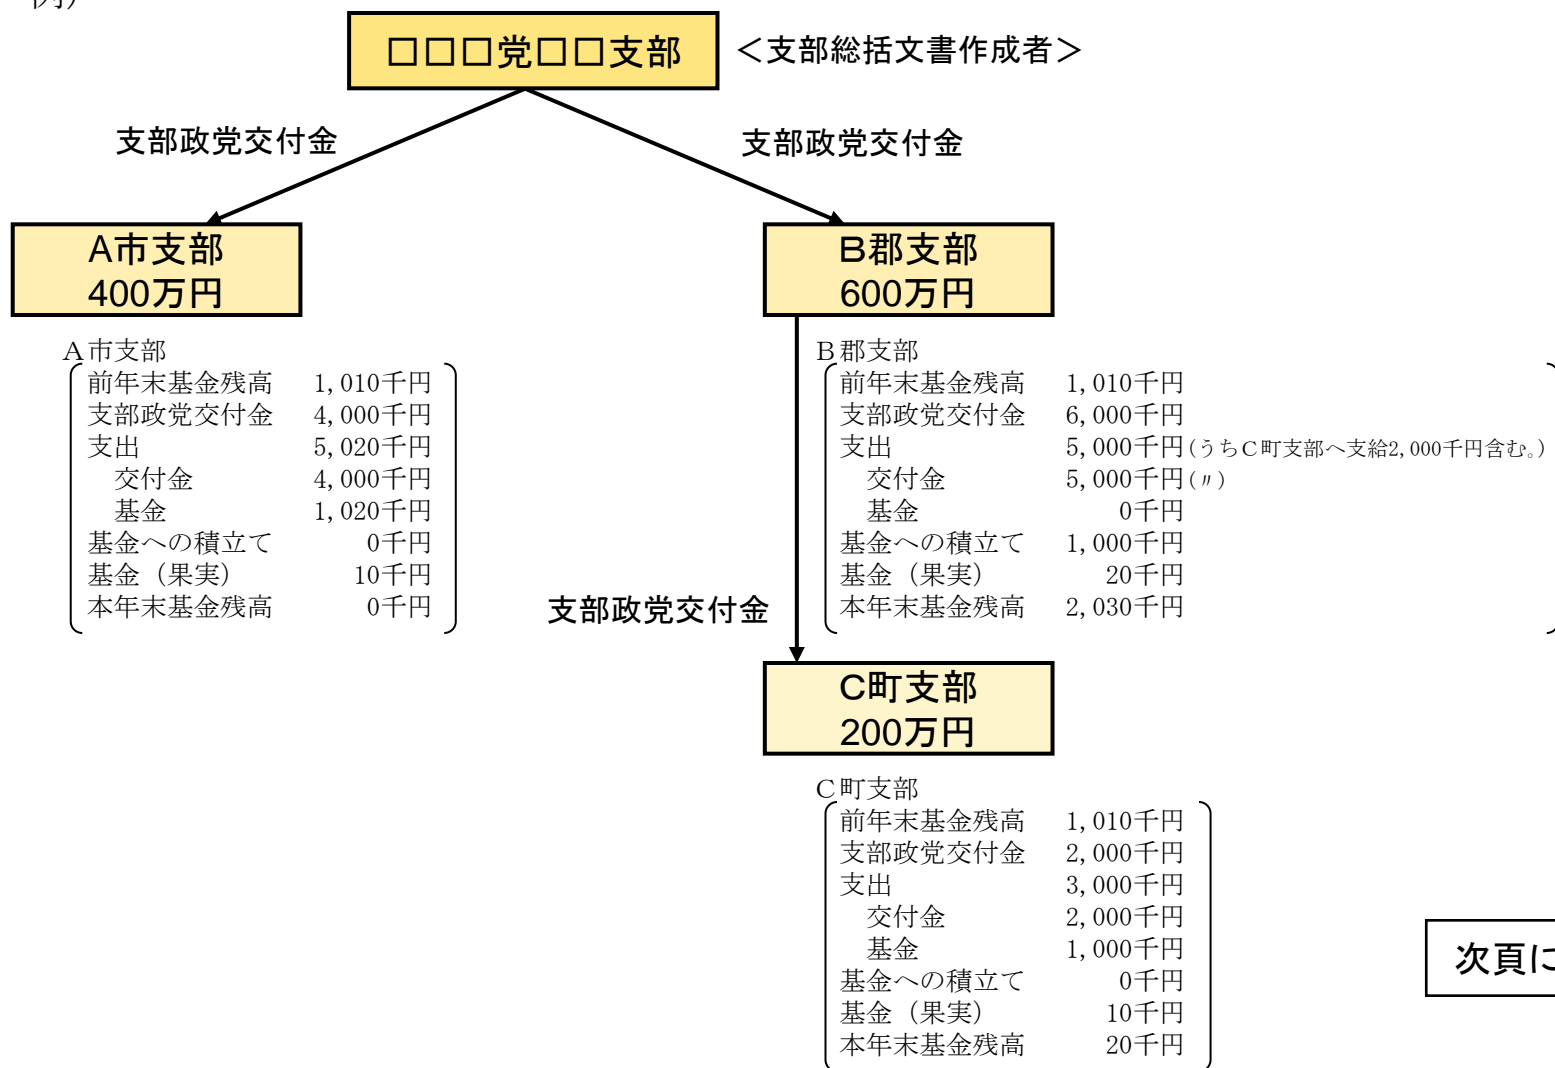 例）
□□□党□□支部
＜支部総括文書作成者＞
支部政党交付金
支部政党交付金
A市支部
400万円
Ｂ郡支部
600万円
Ａ市支部
前年末基金残高 1,010千円
支部政党交付金 4,000千円
支出 5,020千円
交付金 4,000千円
基金 1,020千円
基金への積立て 0千円
基金（果実） 10千円
本年末基金残高 0千円
Ｂ郡支部
前年末基金残高 1,010千円
支部政党交付金 6,000千円
支出 5,000千円(うちＣ町支部へ支給2,000千円含む。)
交付金 5,000千円(〃)
基金 0千円
基金への積立て 1,000千円
基金（果実） 20千円
本年末基金残高 2,030千円
支部政党交付金
C町支部
200万円
Ｃ町支部
前年末基金残高 1,010千円
支部政党交付金 2,000千円
支出 3,000千円
交付金 2,000千円
基金 1,000千円
基金への積立て 0千円
基金（果実） 10千円
本年末基金残高 20千円
次頁に